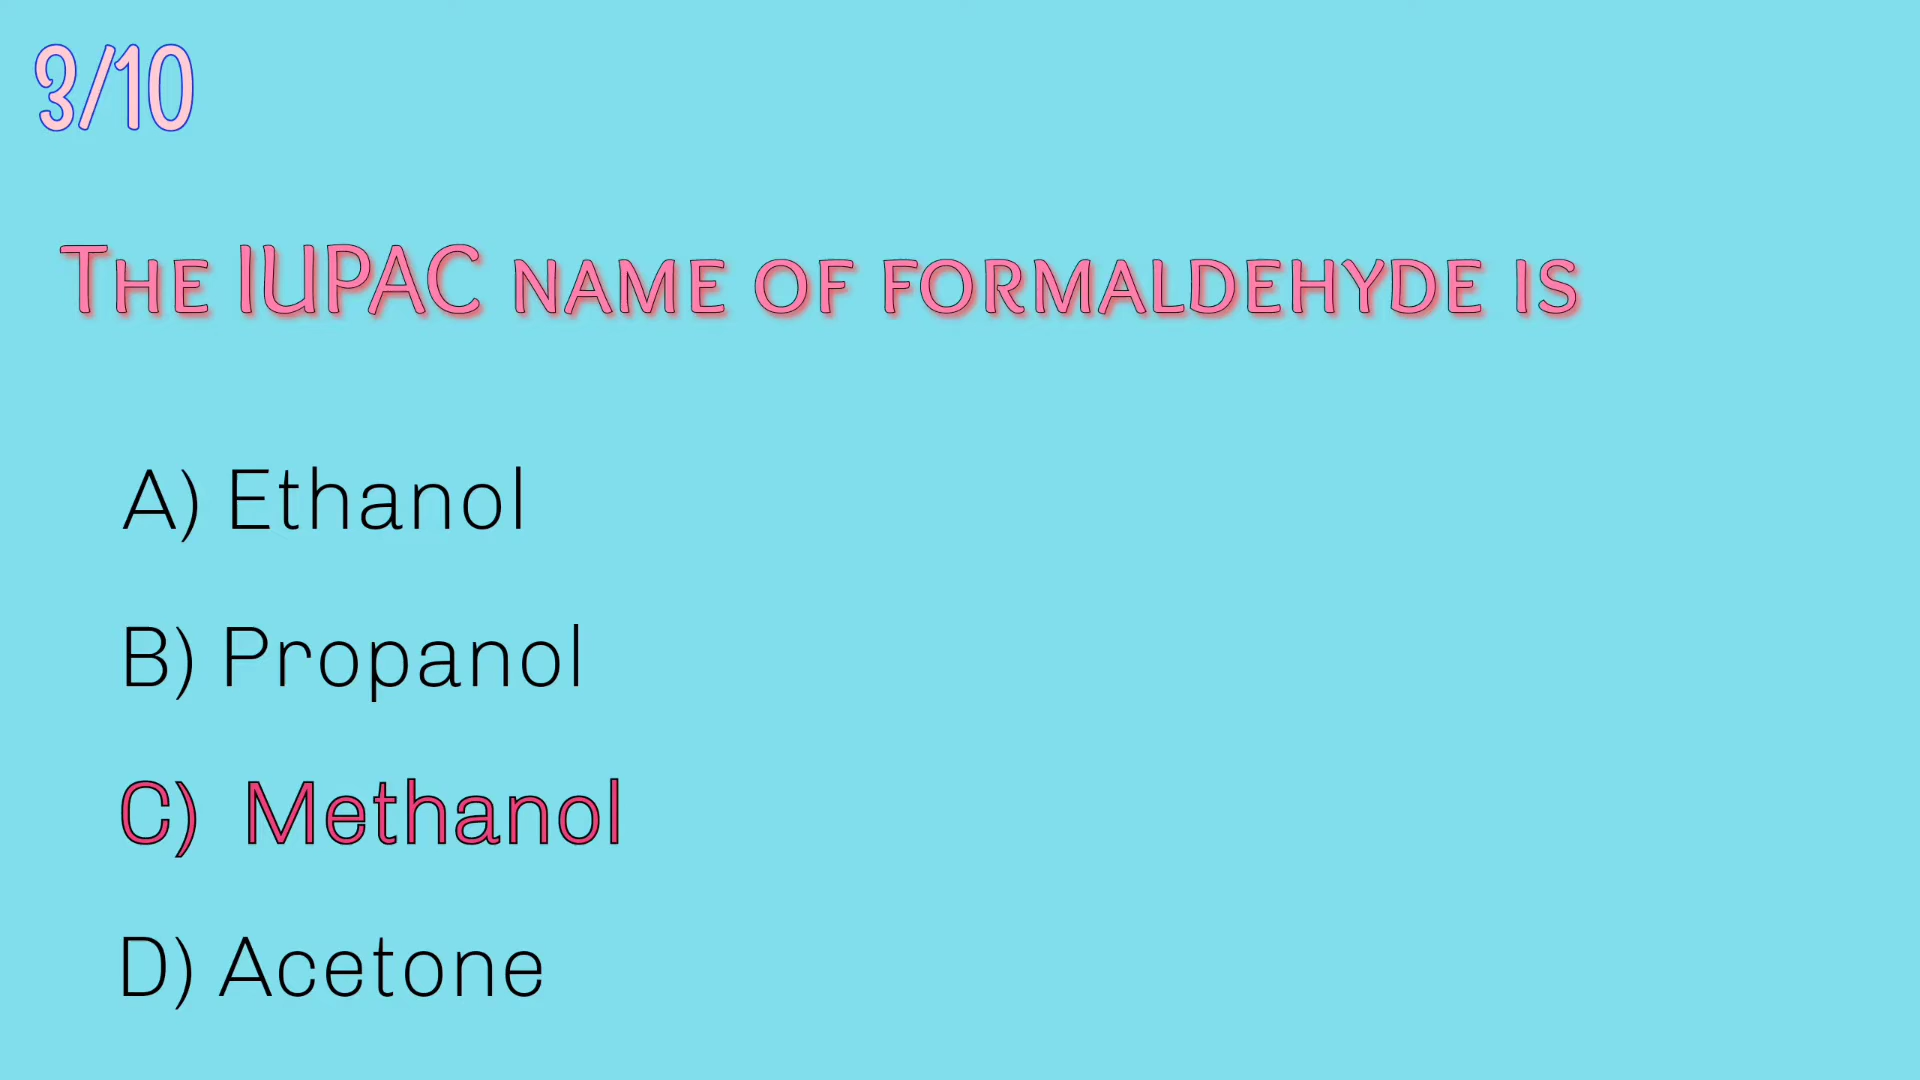 3/10
The IUPAC name of formaldehyde is
A) Ethanol
B) Propanol
C) Methanol
D) Acetone